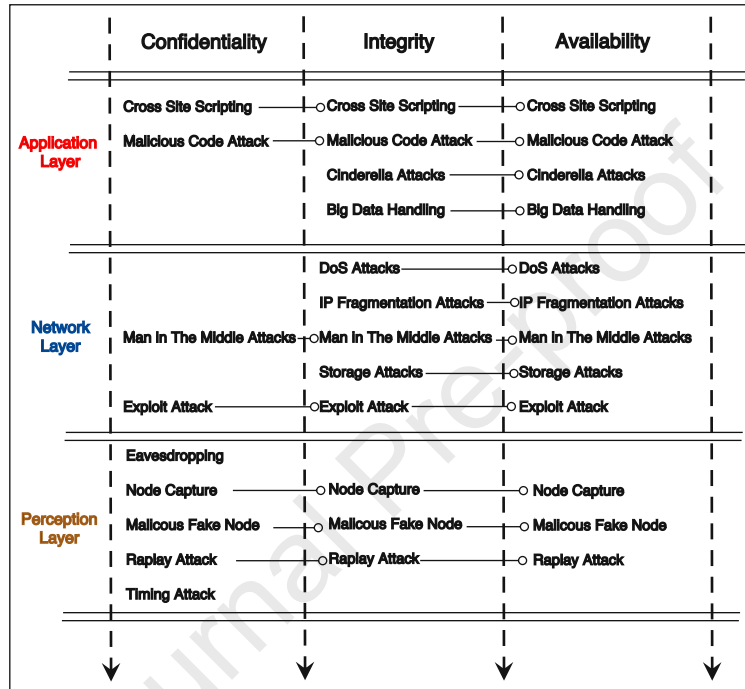 Confidentiality Integrity Availability
Cross Site Scripting Cross Site Scripting Cross Site Scripting
Application
Layer
Malicious Code Attack Malicious Code Attack Malicious Code Attack
Cinderella Attacks Cinderella Attacks
Big Data Handling Big Data Handling
DoS Attacks DoS Attacks
IP Fragmentation Attacks IP Fragmentation Attacks
Network
Layer
Man In The Middle Attacks Man In The Middle Attacks Man In The Middle Attacks
Storage Attacks Storage Attacks
Exploit Attack Exploit Attack Exploit Attack
Eavesdropping
Node Capture Node Capture Node Capture
Perception
Layer
Malicous Fake Node Malicous Fake Node Malicous Fake Node
Raplay Attack Raplay Attack Raplay Attack
Timing Attack
urnal Pre-proof